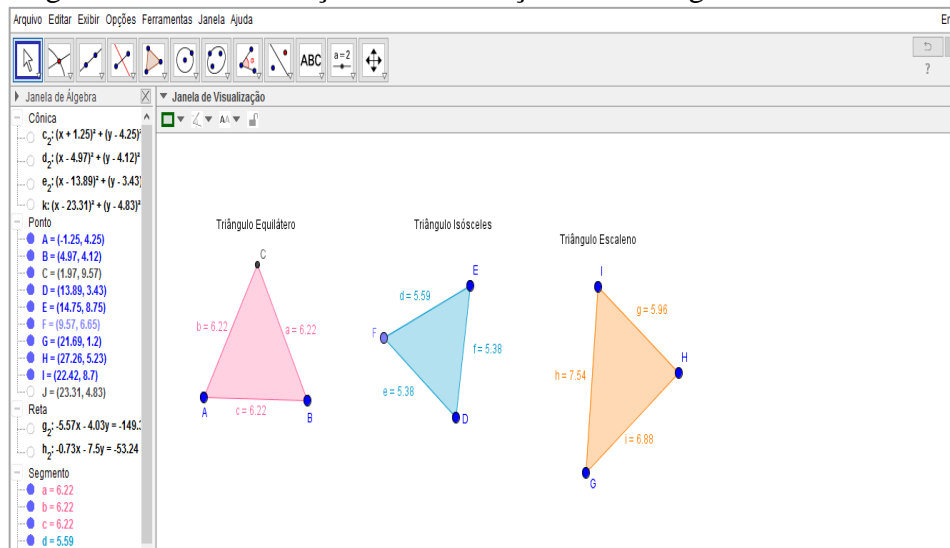 Arquivo Editar Exibir Opções Ferramentas Janela Ajuda
ABC
a=2
?
Janela de Álgebra
Janela de Visualização
AA
Cônica
c₂: (x + 1.25)² + (y - 4.25)²
d₂: (x - 4.97)² + (y - 4.12)²
e₂: (x - 13.89)² + (y - 3.43)
k: (x - 23.31)² + (y - 4.83)²
Ponto
A = (-1.25, 4.25)
B = (4.97, 4.12)
C = (1.97, 9.57)
D = (13.89, 3.43)
E = (14.75, 8.75)
F = (9.57, 6.65)
G = (21.69, 1.2)
H = (27.26, 5.23)
I = (22.42, 8.7)
J = (23.31, 4.83)
Reta
g₂: -5.57x - 4.03y = -149.
h₂: -0.73x - 7.5y = -53.24
Segmento
a = 6.22
b = 6.22
c = 6.22
d = 5.59
Triângulo Equilátero
C
b = 6.22
a = 6.22
A
c = 6.22
B
Triângulo Isósceles
E
d = 5.59
F
f = 5.38
e = 5.38
D
Triângulo Escaleno
I
g = 5.96
H
h = 7.54
i = 6.88
G